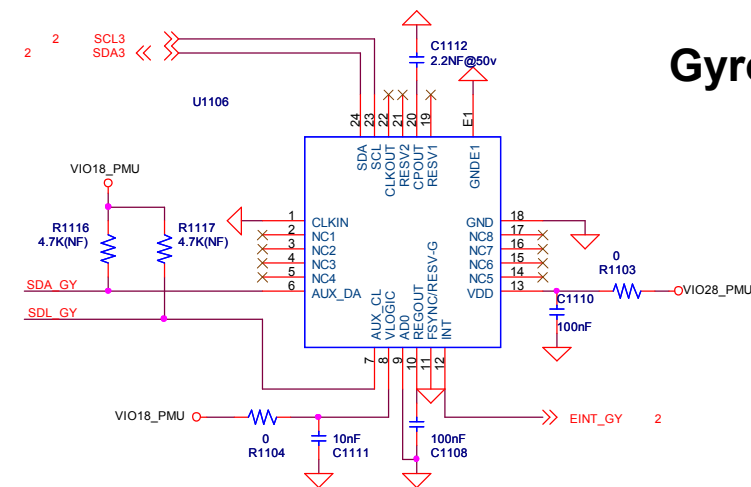 2 SCL3
2 SDA3
C1112
2.2NF@50v
U1106
24
23
22
21
20
19
E1
SDA
SCL
CLKOUT
RESV2
CPOUT
RESV1
GNDE1
VIO18_PMU
R1116
4.7K(NF)
R1117
4.7K(NF)
1 CLKIN
2 NC1
3 NC2
4 NC3
5 NC4
6 AUX_DA
GND 18
NC8 17
NC7 16
NC6 15
NC5 14
VDD 13
0
R1103
VIO28_PMU
C1110
100nF
SDA_GY
SDL_GY
AUX_CL
VLOGIC
AD0
REGOUT
FSYNC/RESV-G
INT
7
8
9
10
11
12
VIO18_PMU
0
R1104
10nF
C1111
100nF
C1108
EINT_GY 2